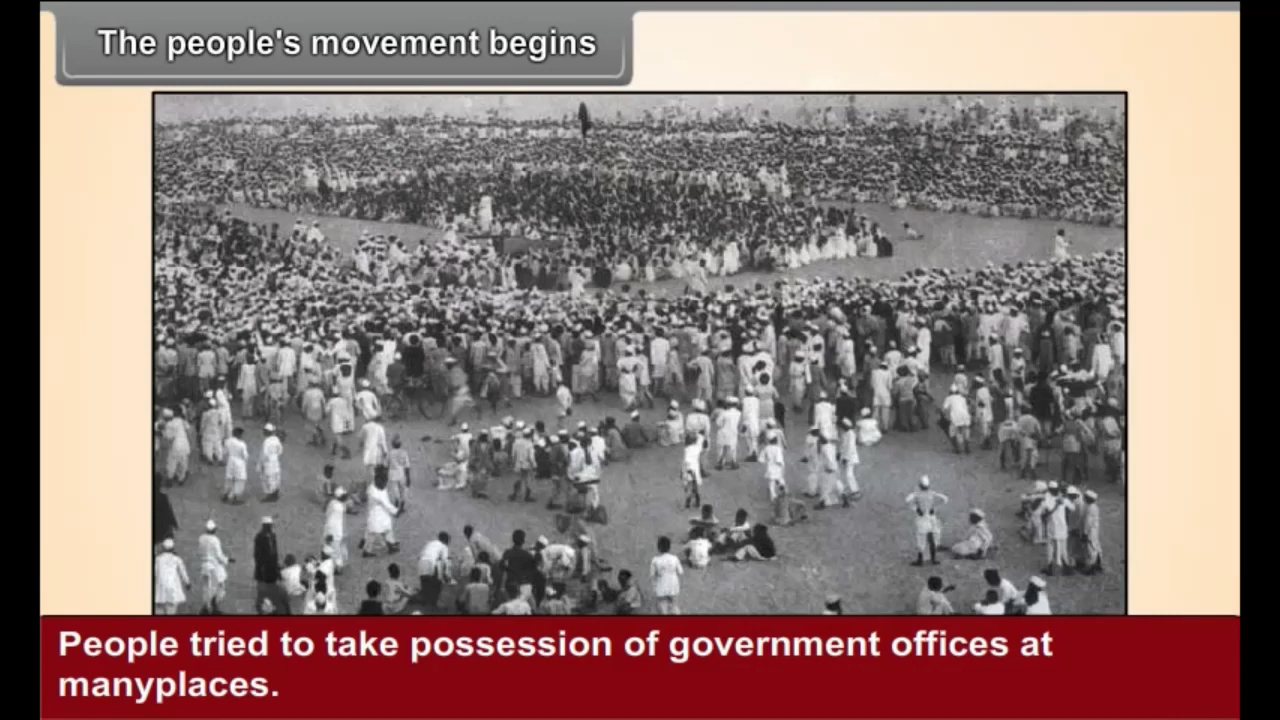 The people's movement begins
People tried to take possession of government offices at
manyplaces.